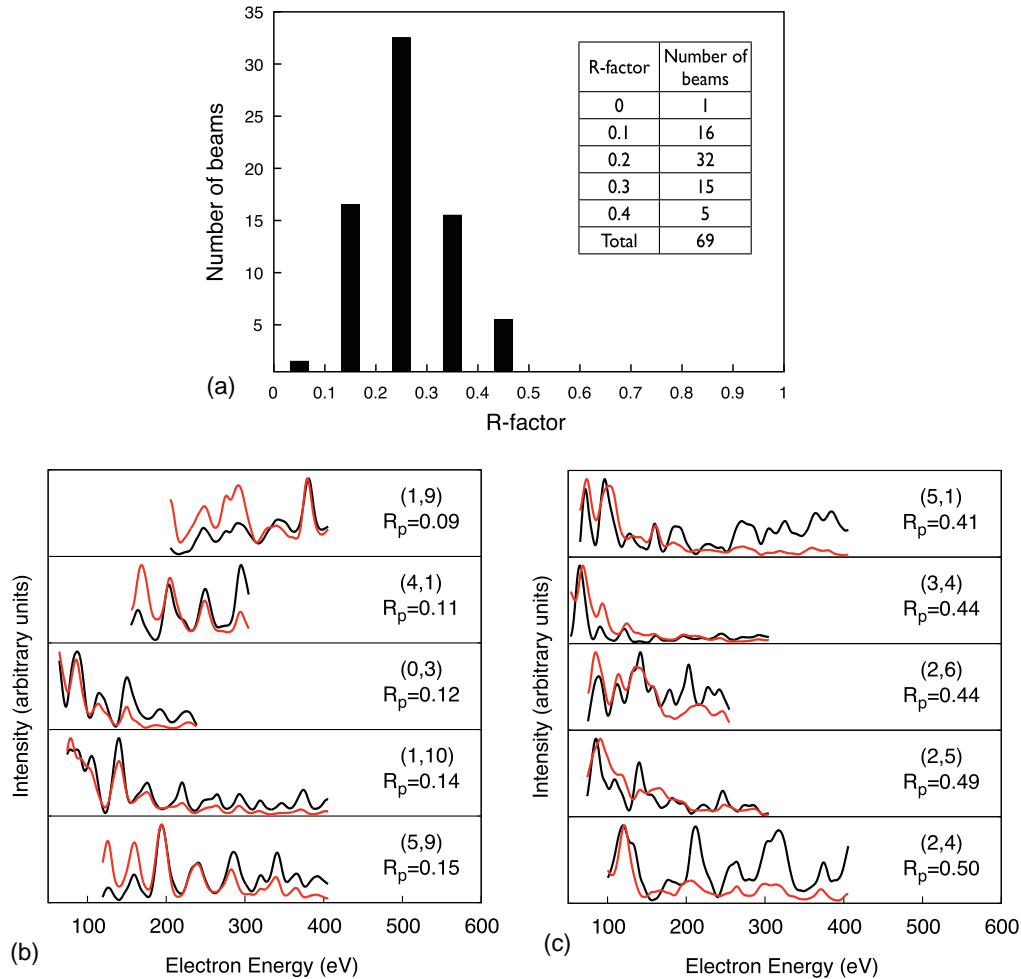 35
30
25
20
15
10
5
Number of beams
R-factor
Number of
beams
0
1
0.1
16
0.2
32
0.3
15
0.4
5
Total
69
0
0.1
0.2
0.3
0.4
0.5
0.6
0.7
0.8
0.9
1
R-factor
(a)
(1,9)
Rp=0.09
(4,1)
Rp=0.11
(0,3)
Rp=0.12
(1,10)
Rp=0.14
(5,9)
Rp=0.15
Intensity (arbitrary units)
100
200
300
400
500
600
Electron Energy (eV)
(b)
(5,1)
Rp=0.41
(3,4)
Rp=0.44
(2,6)
Rp=0.44
(2,5)
Rp=0.49
(2,4)
Rp=0.50
Intensity (arbitrary units)
100
200
300
400
500
600
Electron Energy (eV)
(c)